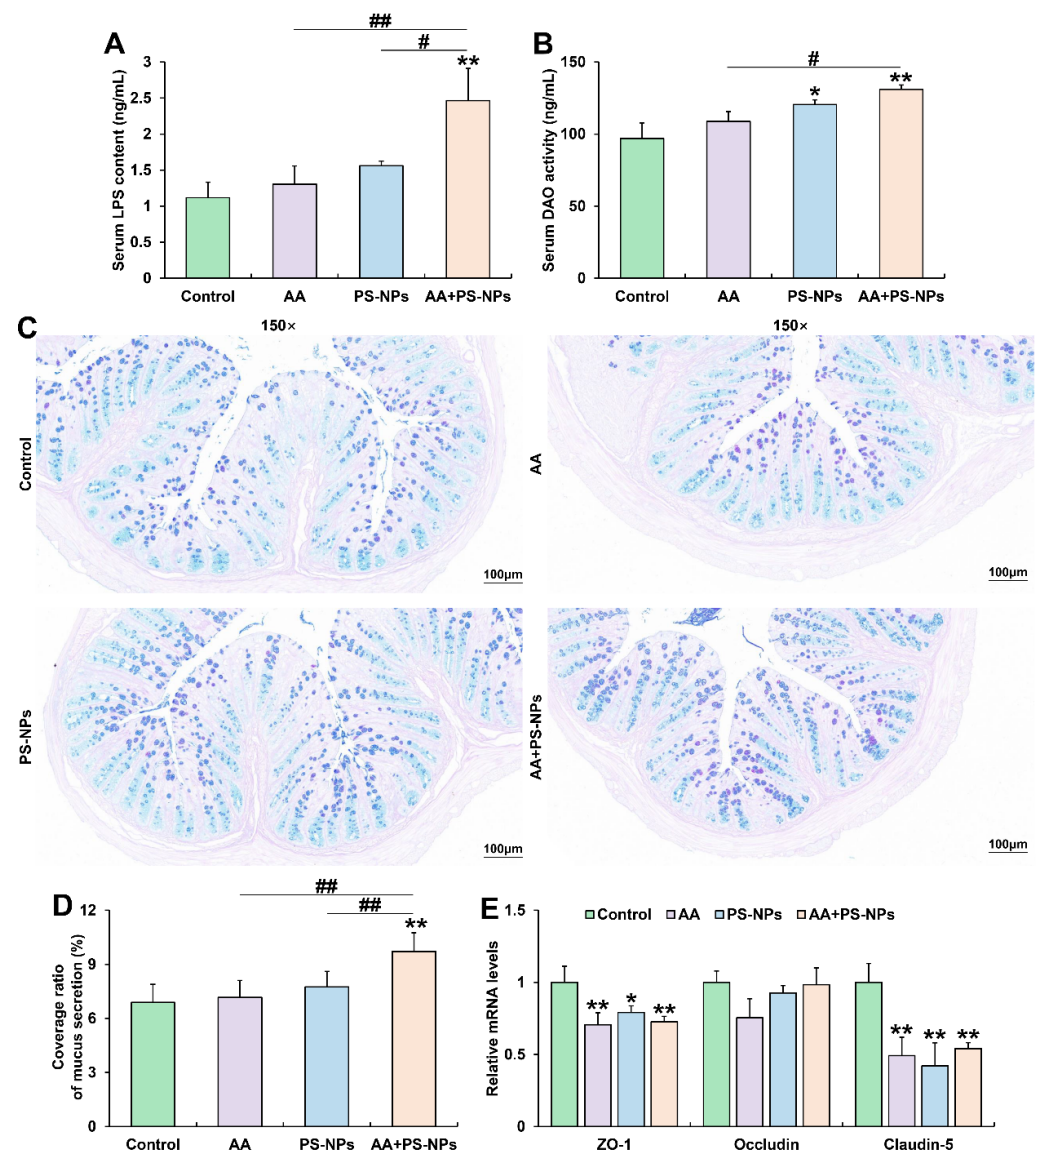 A
##
#
**
3
2.5
2
1.5
1
0.5
0
Serum LPS content (ng/mL)
Control AA PS-NPs AA+PS-NPs
B
#
*
**
150
100
50
0
Serum DAO activity (ng/mL)
Control AA PS-NPs AA+PS-NPs
C
150×
150×
Control
100μm
AA
100μm
PS-NPs
100μm
AA+PS-NPs
100μm
D
##
##
**
12
9
6
3
0
Coverage ratio
of mucus secretion (%)
Control AA PS-NPs AA+PS-NPs
E
Control AA PS-NPs AA+PS-NPs
1.5
1
0.5
0
Relative mRNA levels
** * **
** ** **
ZO-1 Occludin Claudin-5